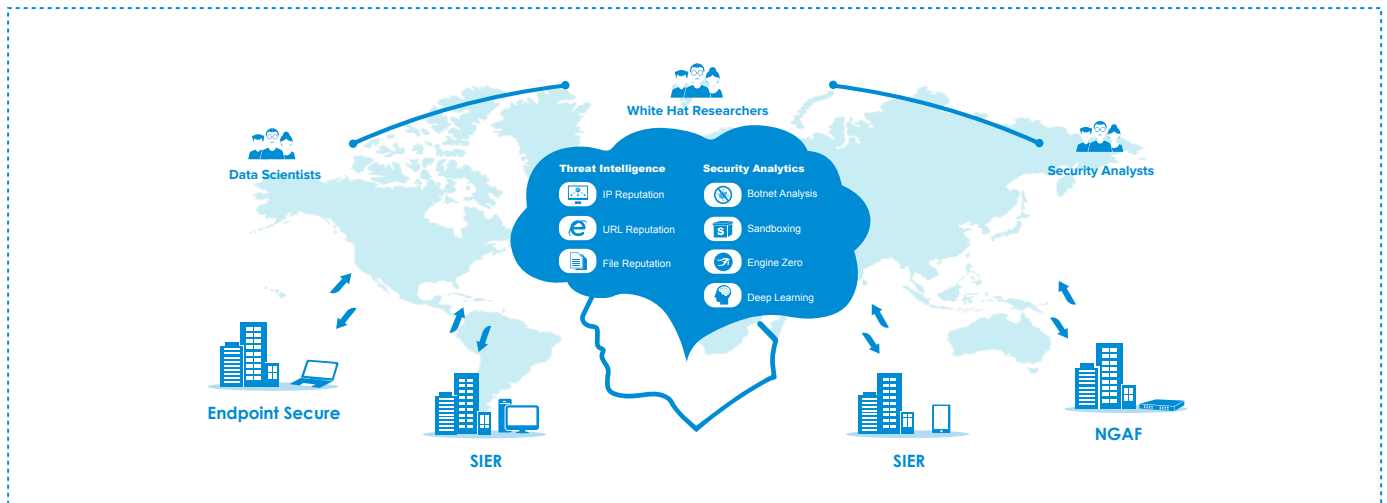 White Hat Researchers
Data Scientists
Security Analysts
Threat Intelligence
IP Reputation
URL Reputation
File Reputation
Security Analytics
Botnet Analysis
S
Sandboxing
Engine Zero
Deep Learning
Endpoint Secure
SIER
SIER
NGAF